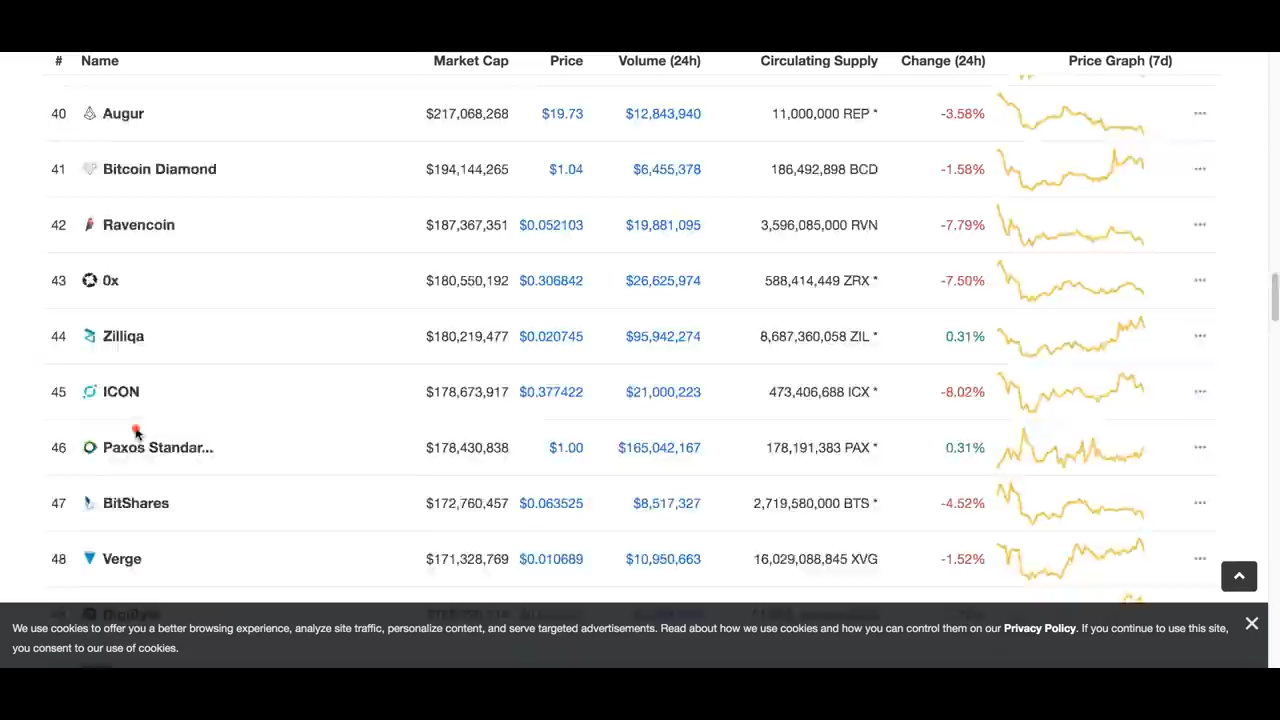 # Name Market Cap Price Volume (24h) Circulating Supply Change (24h) Price Graph (7d)
40 Augur $217,068,268 $19.73 $12,843,940 11,000,000 REP * -3.58%
41 Bitcoin Diamond $194,144,265 $1.04 $6,455,378 186,492,898 BCD -1.58%
42 Ravencoin $187,367,351 $0.052103 $19,881,095 3,596,085,000 RVN -7.79%
43 0x $180,550,192 $0.306842 $26,625,974 588,414,449 ZRX * -7.50%
44 Zilliqa $180,219,477 $0.020745 $95,942,274 8,687,360,058 ZIL * 0.31%
45 ICON $178,673,917 $0.377422 $21,000,223 473,406,688 ICX * -8.02%
46 Paxos Standar... $178,430,838 $1.00 $165,042,167 178,191,383 PAX * 0.31%
47 BitShares $172,760,457 $0.063525 $8,517,327 2,719,580,000 BTS * -4.52%
48 Verge $171,328,769 $0.010689 $10,950,663 16,029,088,845 XVG -1.52%
We use cookies to offer you a better browsing experience, analyze site traffic, personalize content, and serve targeted advertisements. Read about how we use cookies and how you can control them on our Privacy Policy. If you continue to use this site,
you consent to our use of cookies.